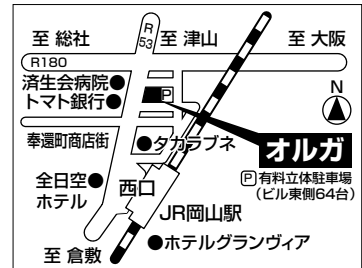 至 総社
R
53
至 津山
至 大阪
R180
済生会病院●
トマト銀行●
P
N
奉還町商店街
●タカラブネ
オルガ
P有料立体駐車場
(ビル東側64台)
全日空●
ホテル
西口
JR岡山駅
●ホテルグランヴィア
至 倉敷